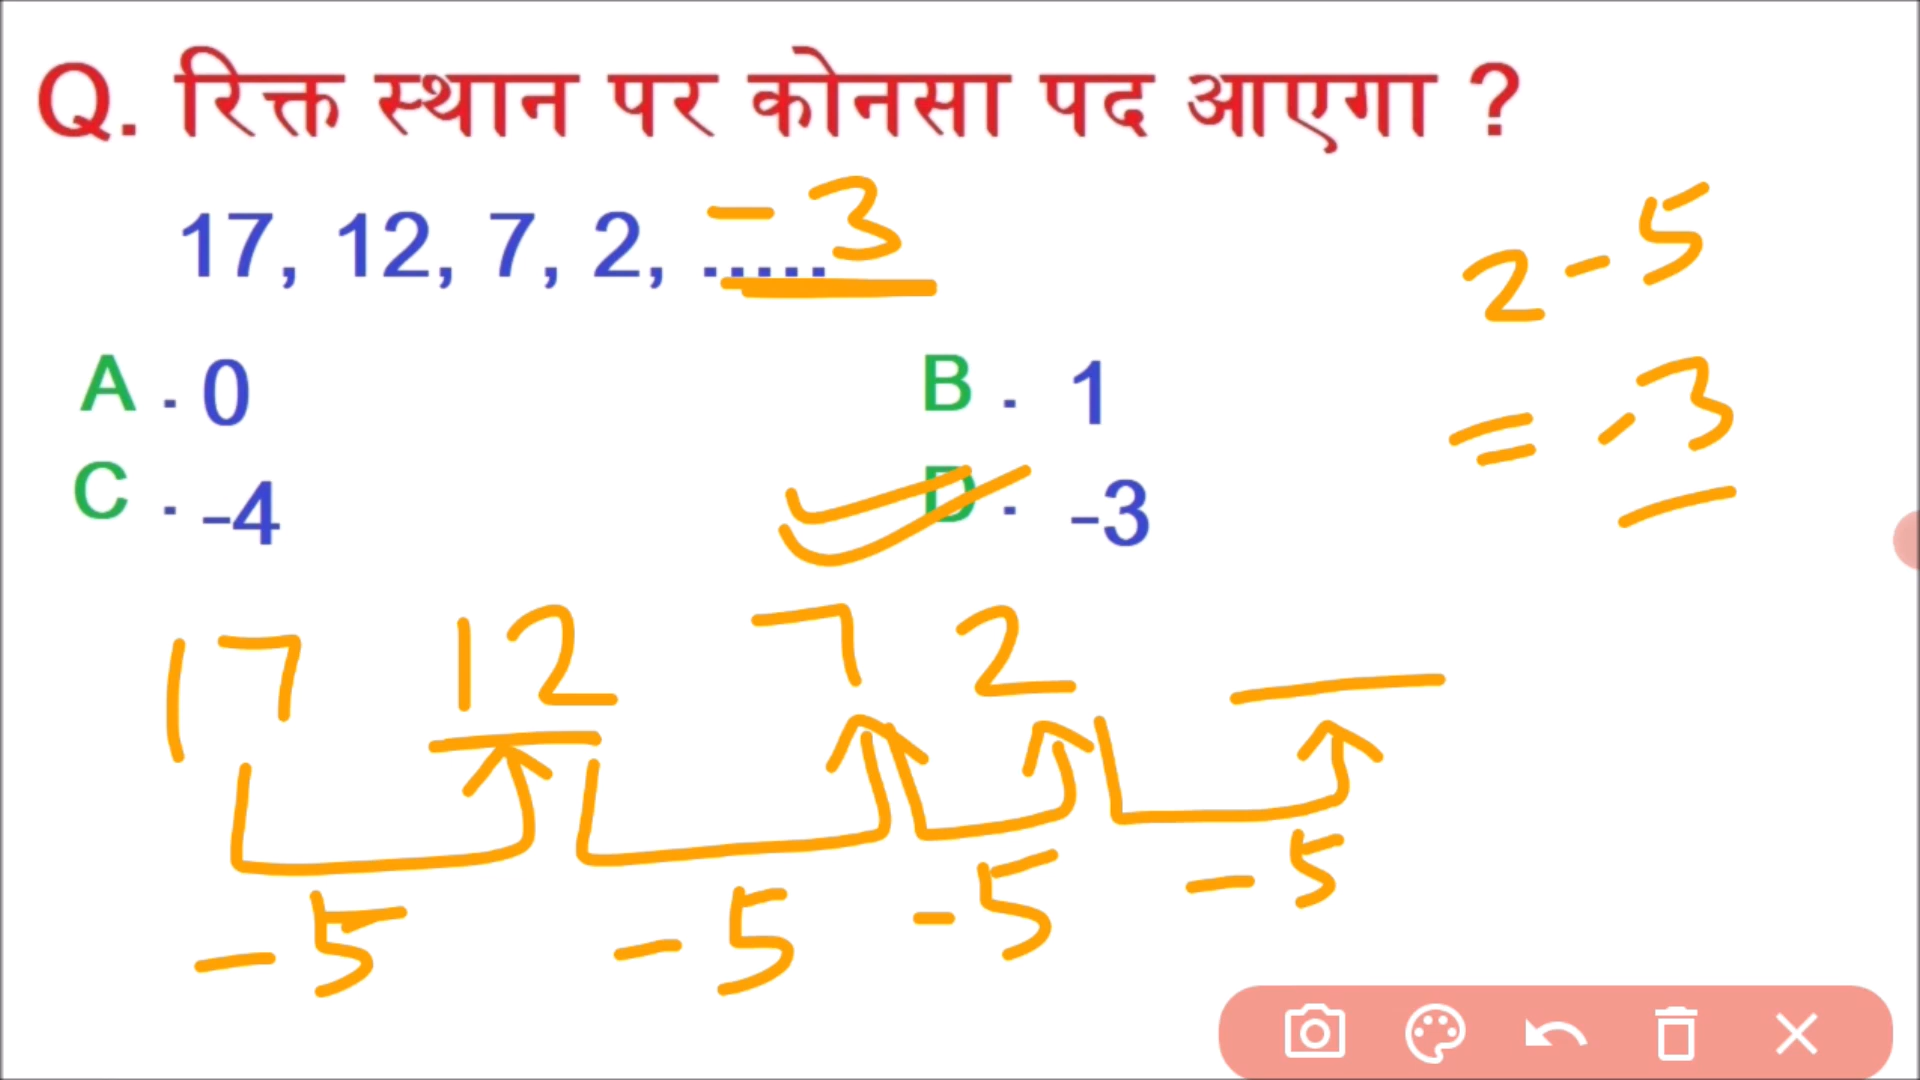 Q. रिक्त स्थान पर कोनसा पद आएगा ?
17, 12, 7, 2, ...... -3
2 - 5
= - 3
A . 0
B . 1
C . -4
D . -3
17 12 7 2
- 5 - 5 - 5 - 5